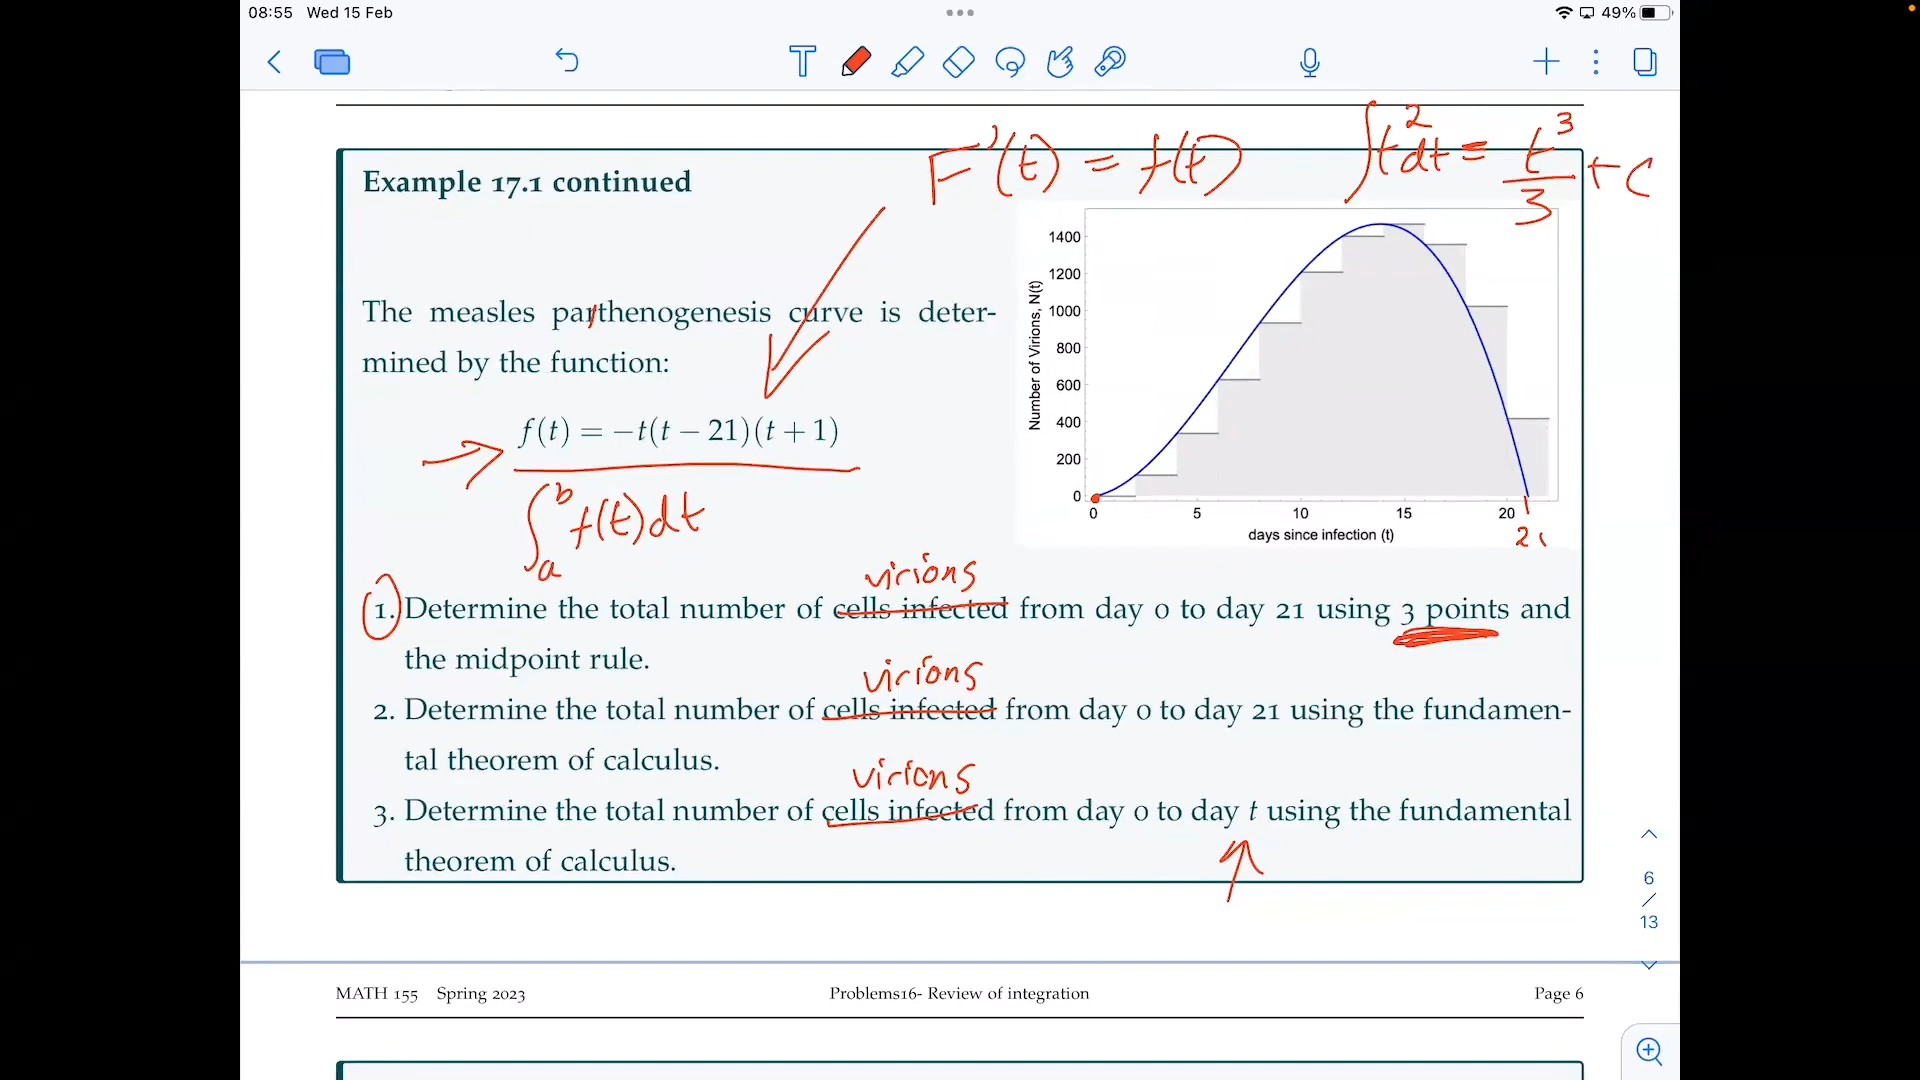 08:55 Wed 15 Feb
49%
F'(t) = f(t)
∫t²dt = t³/3 + C
Example 17.1 continued
The measles parthenogenesis curve is deter-
mined by the function:
f(t) = −t(t − 21)(t + 1)
∫ₐᵇ f(t)dt
Number of Virions, N(t)
1400
1200
1000
800
600
400
200
0
0 5 10 15 20
21
days since infection (t)
virions
1. Determine the total number of cells infected from day 0 to day 21 using 3 points and
the midpoint rule.
virions
2. Determine the total number of cells infected from day 0 to day 21 using the fundamen-
tal theorem of calculus.
virions
3. Determine the total number of cells infected from day 0 to day t using the fundamental
theorem of calculus.
6
/
13
MATH 155 Spring 2023 Problems16- Review of integration Page 6